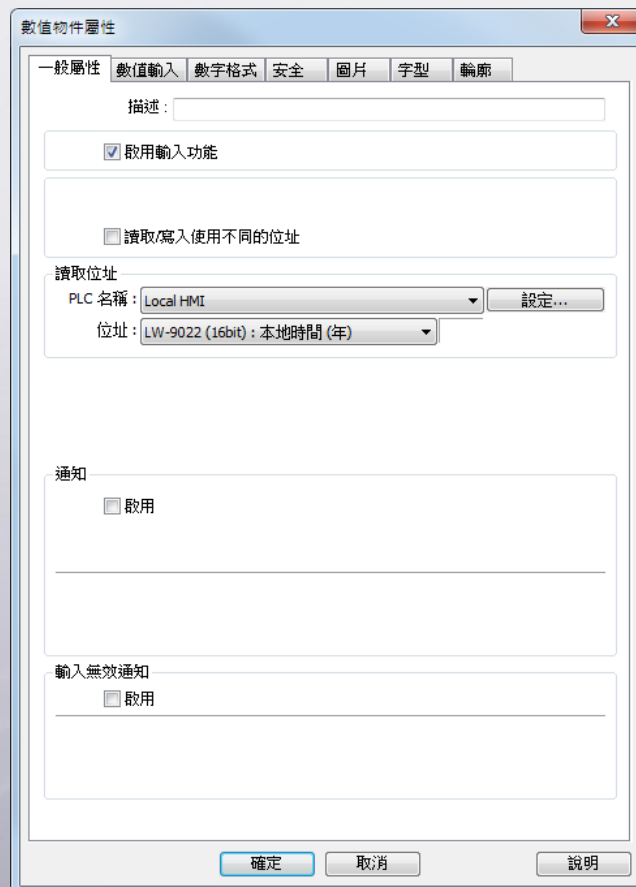 數值物件屬性
一般屬性 數值輸入 數字格式 安全 圖片 字型 輪廓
描述 :
啟用輸入功能
讀取/寫入使用不同的位址
讀取位址
PLC 名稱 : Local HMI 設定...
位址 : LW-9022 (16bit) : 本地時間 (年)
通知
啟用
輸入無效通知
啟用
確定 取消 說明